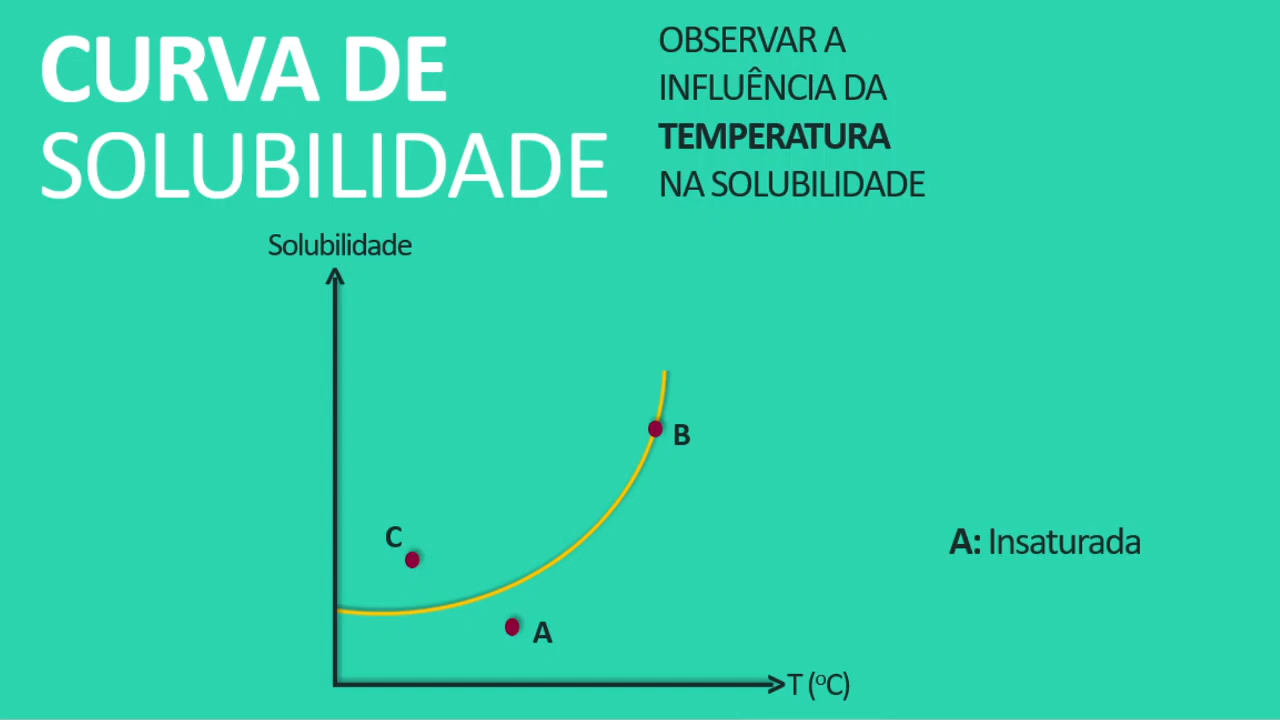 CURVA DE
SOLUBILIDADE
OBSERVAR A
INFLUÊNCIA DA
TEMPERATURA
NA SOLUBILIDADE
Solubilidade
B
C
A: Insaturada
A
T (ºC)